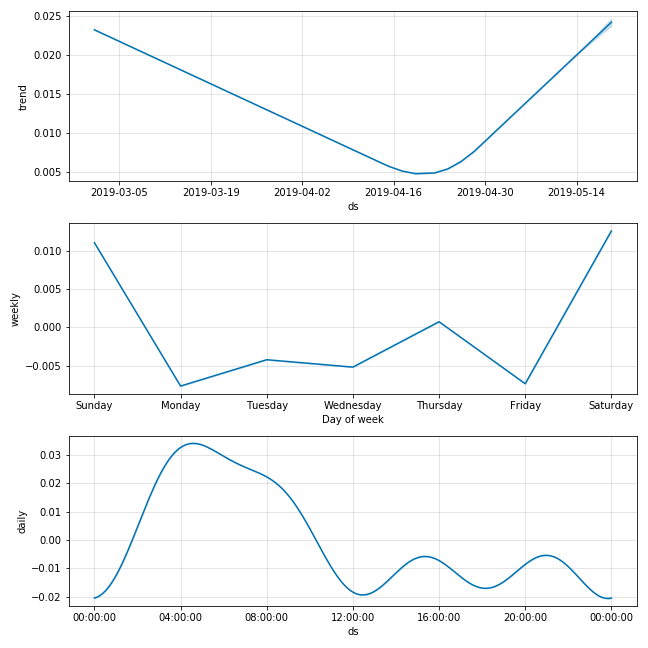 0.025
0.020
0.015
0.010
0.005
trend
2019-03-05 2019-03-19 2019-04-02 2019-04-16 2019-04-30 2019-05-14
ds
0.010
0.005
0.000
−0.005
weekly
Sunday Monday Tuesday Wednesday Thursday Friday Saturday
Day of week
0.03
0.02
0.01
0.00
−0.01
−0.02
daily
00:00:00 04:00:00 08:00:00 12:00:00 16:00:00 20:00:00 00:00:00
ds